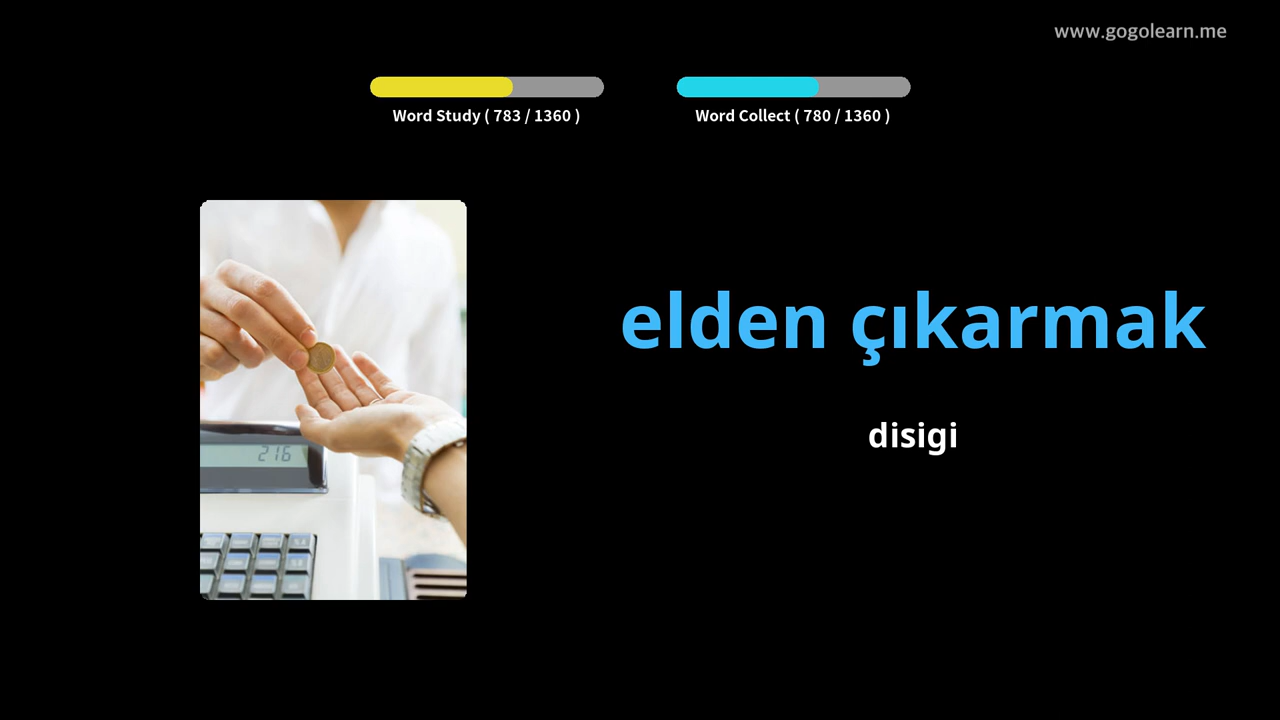 www.gogolearn.me
Word Study ( 783 / 1360 )
Word Collect ( 780 / 1360 )
elden çıkarmak
disigi
216